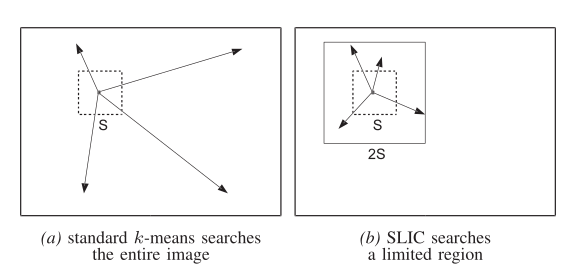 S
S
2S
(a) standard k-means searches
the entire image
(b) SLIC searches
a limited region